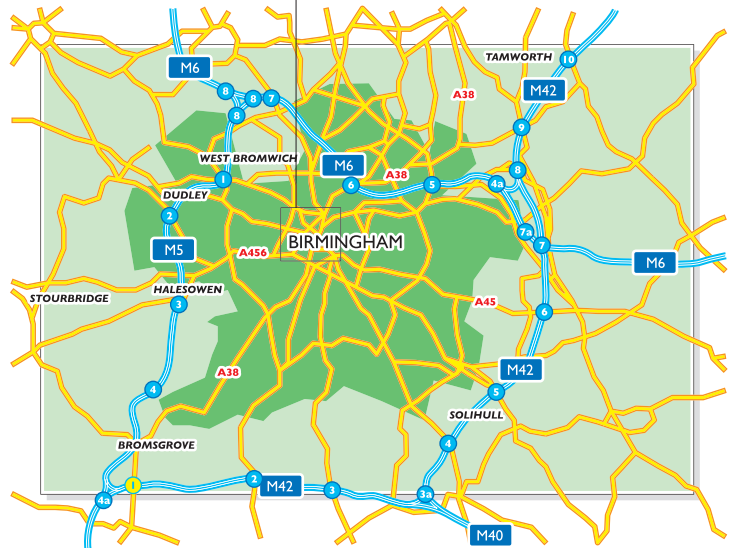 TAMWORTH
10
M6
M42
8
8
7
A38
8
9
WEST BROMWICH
M6
8
A38
1
6
5
4a
DUDLEY
2
7a
BIRMINGHAM
7
M5
A456
M6
HALESOWEN
STOURBRIDGE
3
A45
6
A38
M42
4
5
SOLIHULL
BROMSGROVE
4
2
1
M42
3
3a
4a
M40